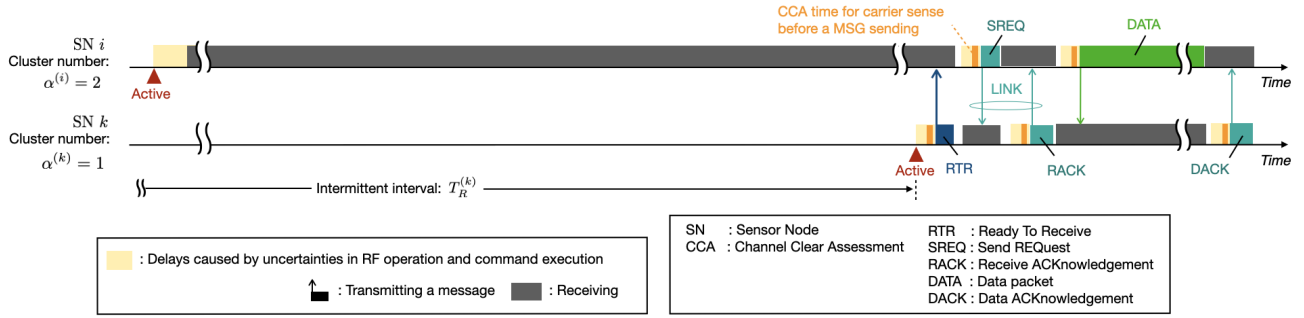 CCA time for carrier sense
before a MSG sending
SREQ
DATA
SN i
Cluster number:
α^(i) = 2
Active
Time
LINK
SN k
Cluster number:
α^(k) = 1
Active
RTR
RACK
DACK
Time
Intermittent interval: T_R^(k)
: Delays caused by uncertainties in RF operation and command execution
: Transmitting a message
: Receiving
SN : Sensor Node
CCA : Channel Clear Assessment
RTR : Ready To Receive
SREQ : Send REQuest
RACK : Receive ACKnowledgement
DATA : Data packet
DACK : Data ACKnowledgement